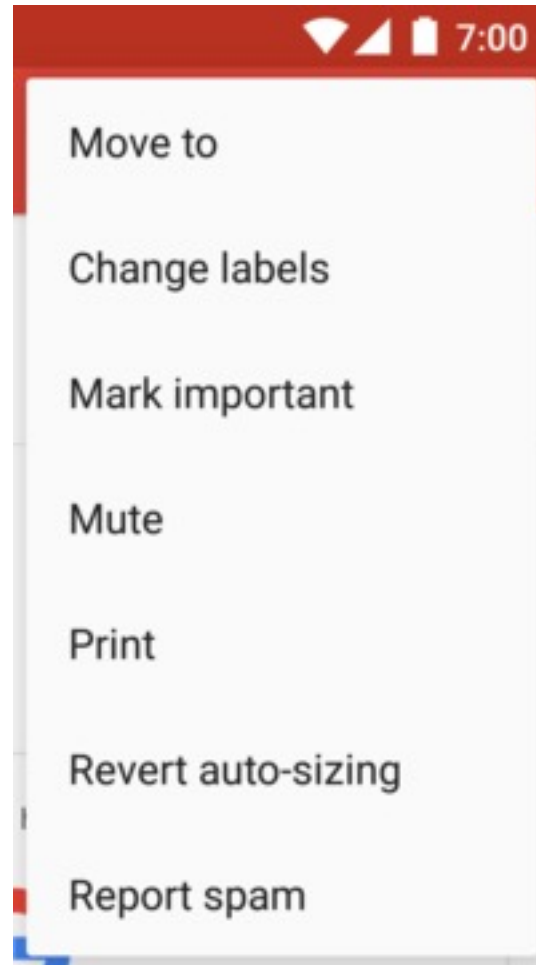 7:00
Move to
Change labels
Mark important
Mute
Print
Revert auto-sizing
Report spam